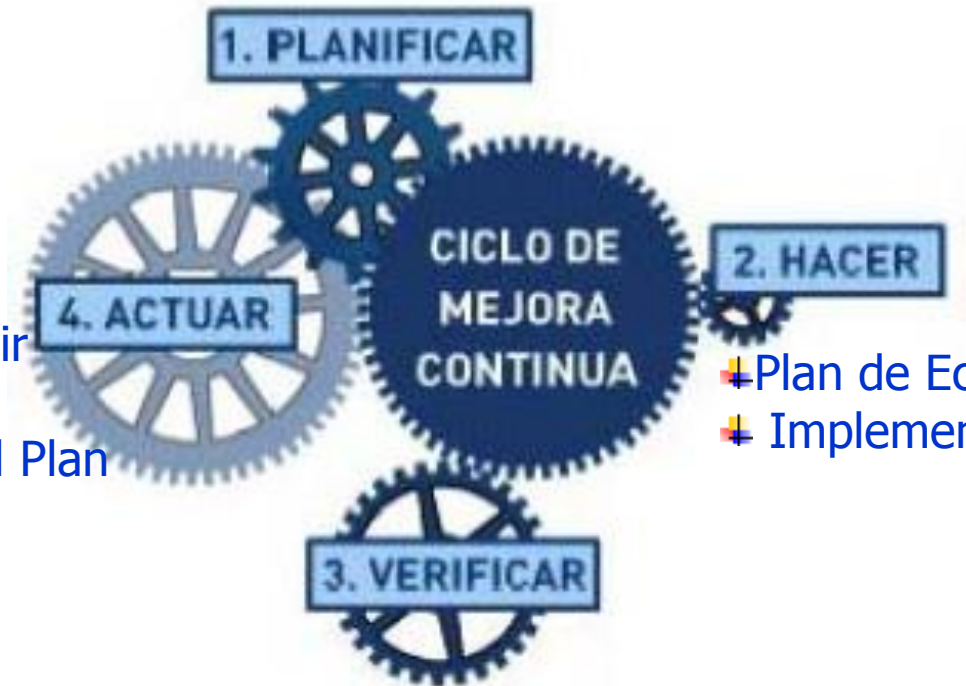 1. PLANIFICAR
CICLO DE
MEJORA
CONTINUA
2. HACER
4. ACTUAR
ir
Plan de Ec
Implemen
l Plan
3. VERIFICAR